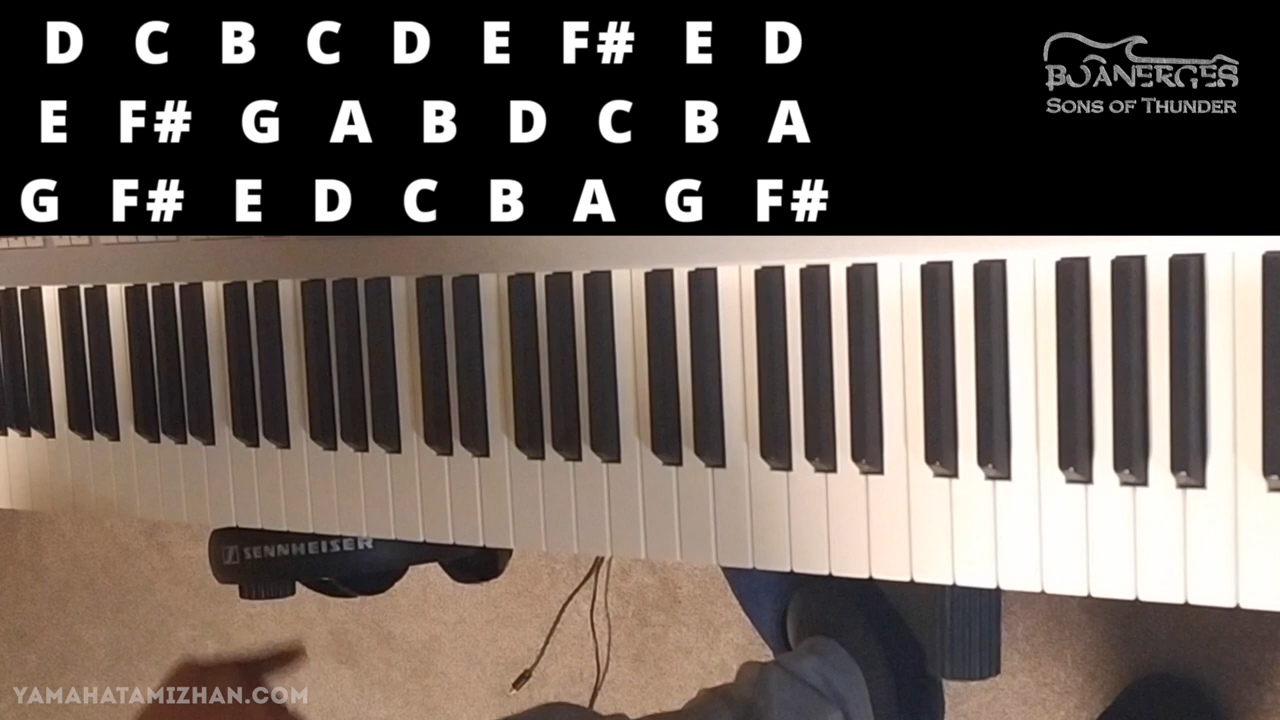 D C B C D E F# E D
E F# G A B D C B A
G F# E D C B A G F#
BOANERGES
SONS OF THUNDER
SENNHEISER
YAMAHATAMIZHAN.COM